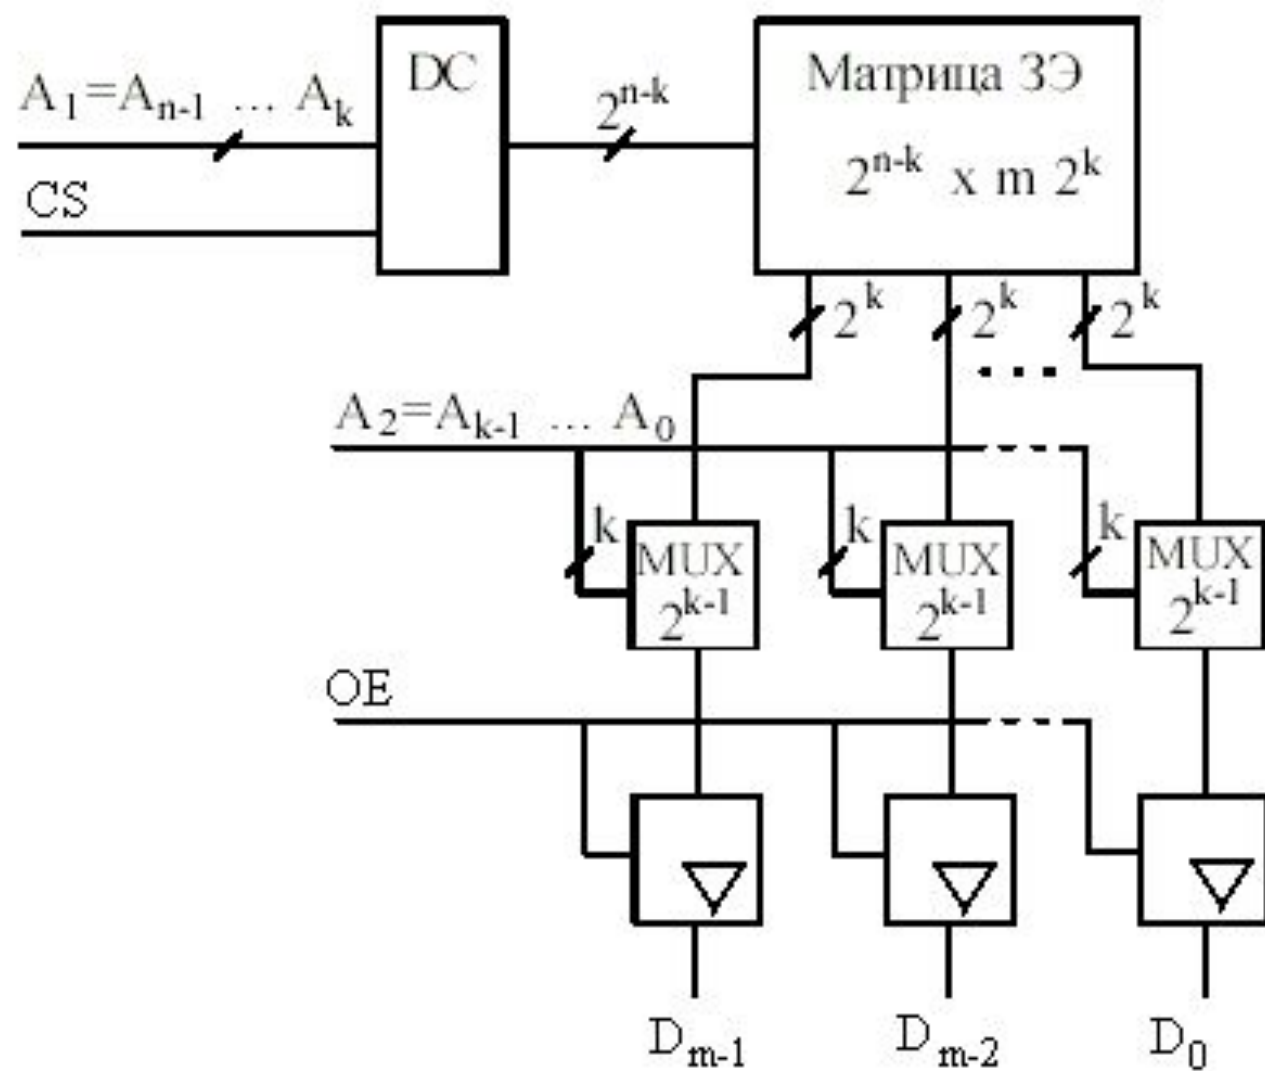 DC
Матрица ЗЭ
A₁=Aₙ₋₁ ... Aₖ
2ⁿ⁻ᵏ
2ⁿ⁻ᵏ x m 2ᵏ
CS
2ᵏ 2ᵏ 2ᵏ
...
A₂=Aₖ₋₁ ... A₀
k k k
MUX MUX MUX
2ᵏ⁻¹ 2ᵏ⁻¹ 2ᵏ⁻¹
OE
Dₘ₋₁ Dₘ₋₂ D₀